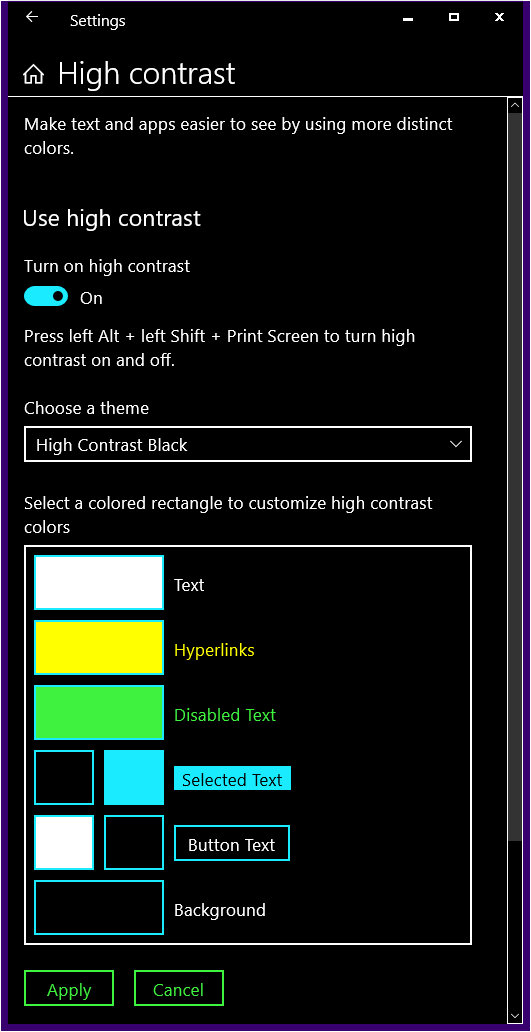 Settings
High contrast
Make text and apps easier to see by using more distinct
colors.
Use high contrast
Turn on high contrast
On
Press left Alt + left Shift + Print Screen to turn high
contrast on and off.
Choose a theme
High Contrast Black
Select a colored rectangle to customize high contrast
colors
Text
Hyperlinks
Disabled Text
Selected Text
Button Text
Background
Apply Cancel